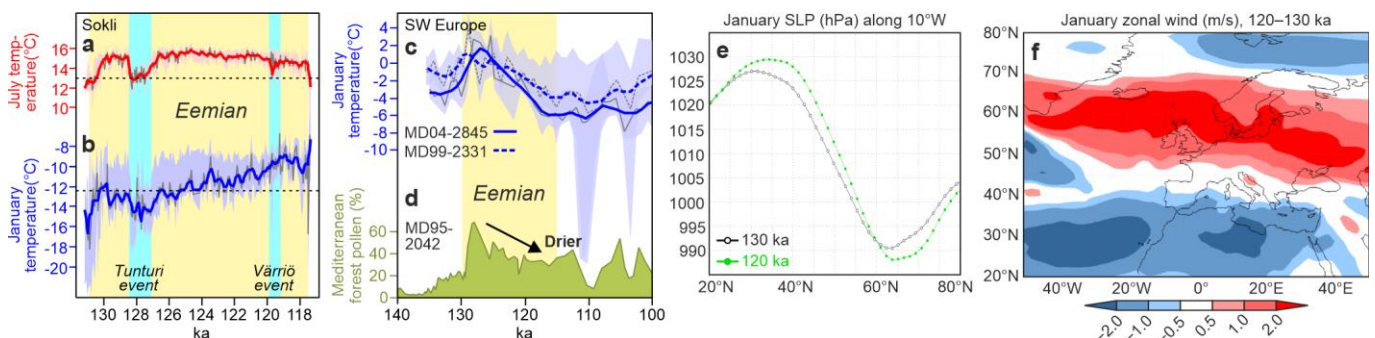 Sokli
a
July temp-
erature(°C)
16
14
12
10
Eemian
b
January
temperature(°C)
-8
-10
-12
-14
-16
-18
-20
Tunturi
event
Värriö
event
131 130 128 126 124 122 120 118
ka
SW Europe
c
January
temperature (°C)
4
2
0
-2
-4
-6
-8
-10
MD04-2845
MD99-2331
Eemian
d
MD95-
2042
Drier
Mediterranean
forest pollen (%)
60
40
20
0
140 130 120 110 100
ka
January SLP (hPa) along 10°W
e
1030
1025
1020
1015
1010
1005
1000
995
990
130 ka
120 ka
20°N 40°N 60°N 80°N
January zonal wind (m/s), 120–130 ka
f
80°N
70°N
60°N
50°N
40°N
30°N
20°N
40°W 20°W 0° 20°E 40°E
-2.0 -1.0 -0.5 0.5 1.0 2.0